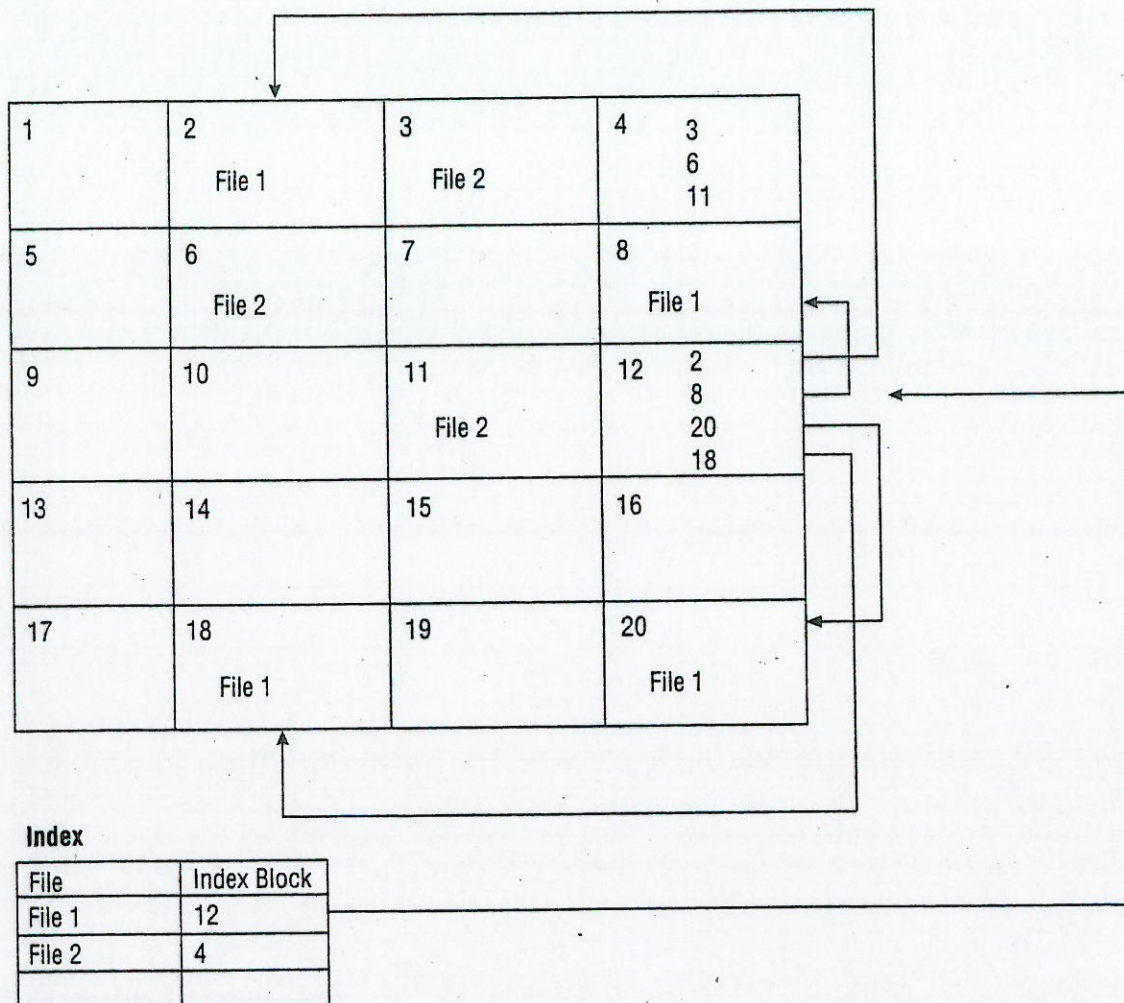 1 2 3 4 3
6
File 1 File 2 11
5 6 7 8
File 2 File 1
9 10 11 12 2
8
File 2 20
18
13 14 15 16
17 18 19 20
File 1 File 1
Index
File Index Block
File 1 12
File 2 4